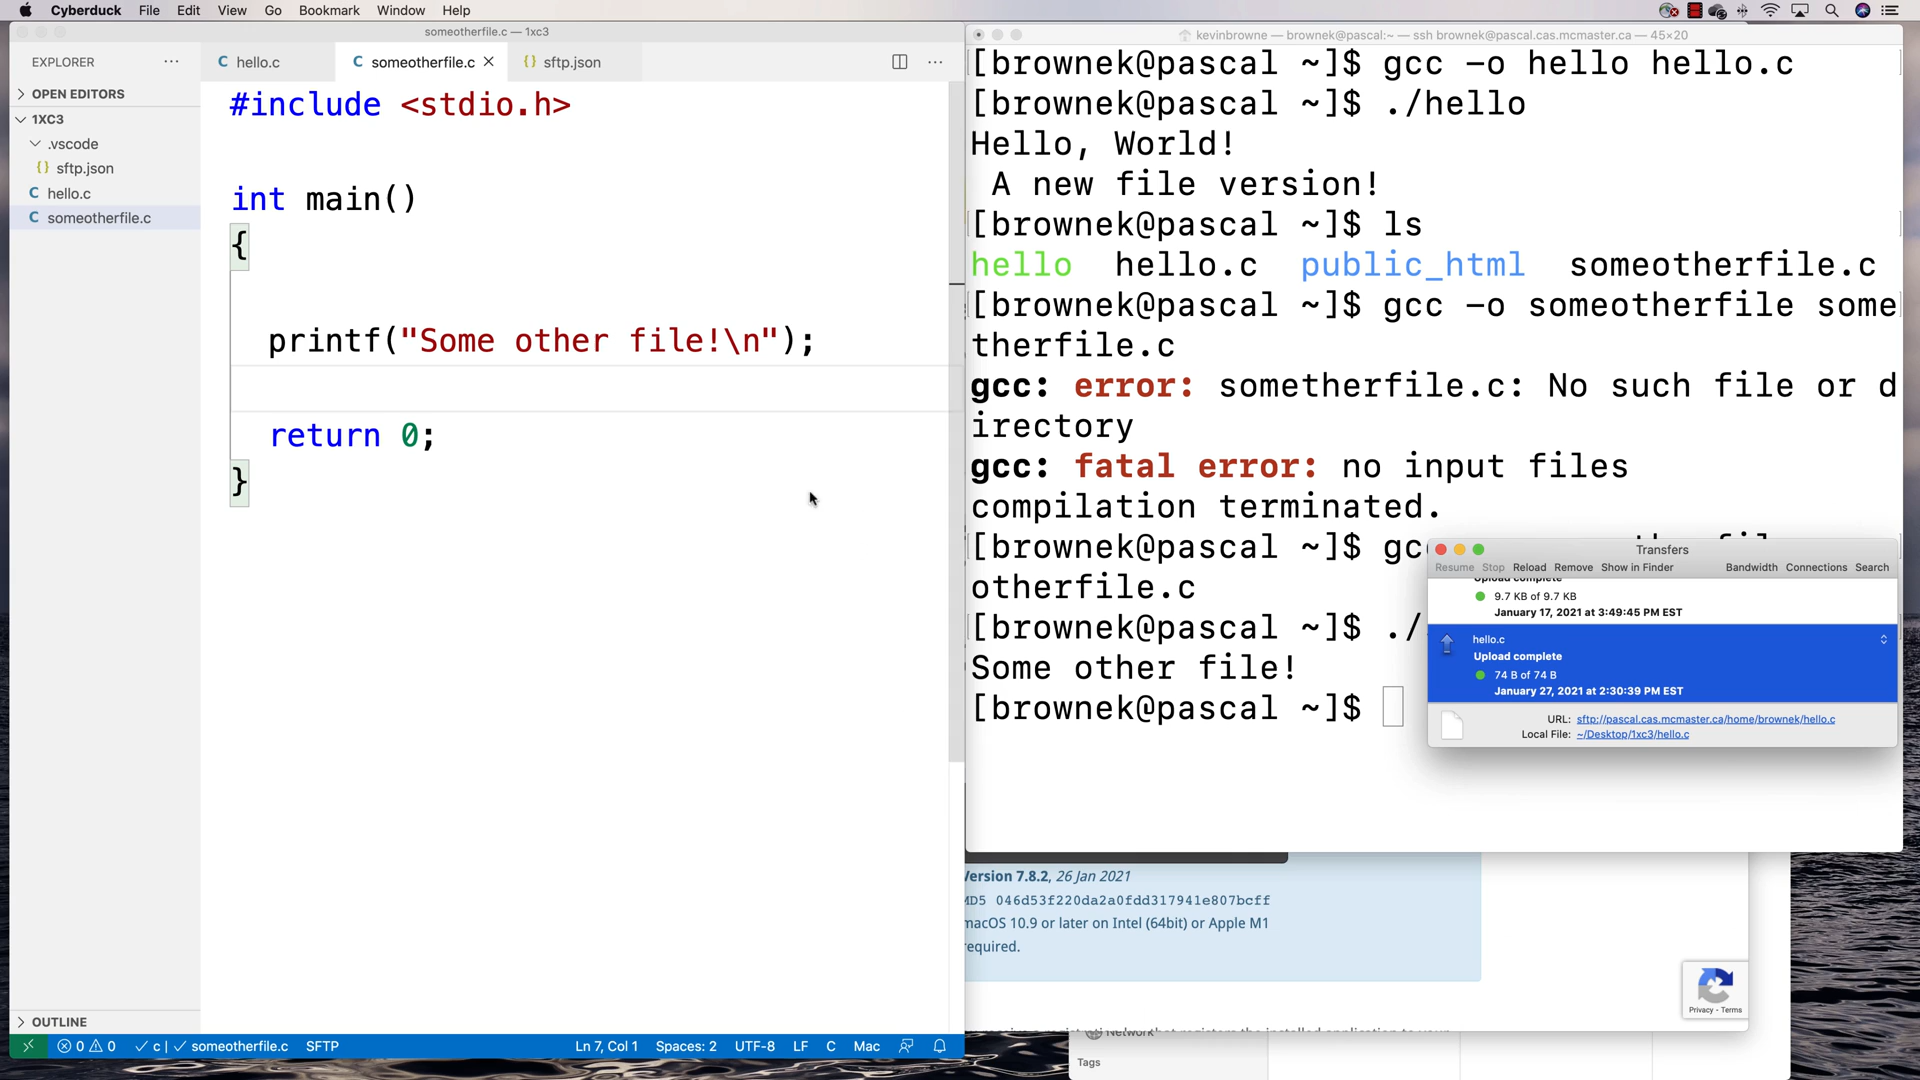 Cyberduck File Edit View Go Bookmark Window Help
someotherfile.c — 1xc3
EXPLORER
OPEN EDITORS
1XC3
.vscode
{} sftp.json
C hello.c
C someotherfile.c
OUTLINE
C hello.c
C someotherfile.c
{} sftp.json
#include <stdio.h>
int main()
{
printf("Some other file!\n");
return 0;
}
0 0 c | someotherfile.c SFTP Ln 7, Col 1 Spaces: 2 UTF-8 LF C Mac
kevinbrowne — brownek@pascal:~ — ssh brownek@pascal.cas.mcmaster.ca — 45×20
[brownek@pascal ~]$ gcc -o hello hello.c
[brownek@pascal ~]$ ./hello
Hello, World!
A new file version!
[brownek@pascal ~]$ ls
hello hello.c public_html someotherfile.c
[brownek@pascal ~]$ gcc -o someotherfile some
therfile.c
gcc: error: sometherfile.c: No such file or d
irectory
gcc: fatal error: no input files
compilation terminated.
[brownek@pascal ~]$
otherfile.c
[brownek@pascal ~]$ ./
Some other file!
[brownek@pascal ~]$
Transfers
Resume Stop Reload Remove Show in Finder Bandwidth Connections Search
Upload complete
9.7 KB of 9.7 KB
January 17, 2021 at 3:49:45 PM EST
hello.c
Upload complete
74 B of 74 B
January 27, 2021 at 2:30:39 PM EST
URL: sftp://pascal.cas.mcmaster.ca/home/brownek/hello.c
Local File: ~/Desktop/1xc3/hello.c
Version 7.8.2, 26 Jan 2021
MD5 046d53f220da2a0fdd317941e807bcff
macOS 10.9 or later on Intel (64bit) or Apple M1
required.
Privacy - Terms
Network
Tags